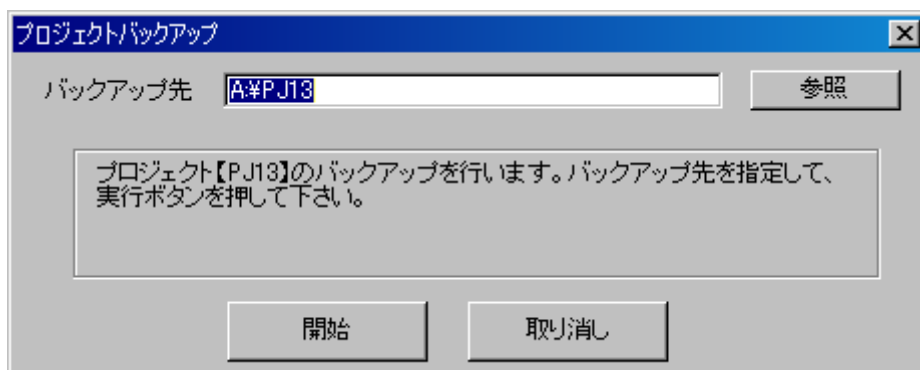 プロジェクトバックアップ
バックアップ先 A:¥PJ13 参照
プロジェクト【PJ13】のバックアップを行います。バックアップ先を指定して、
実行ボタンを押して下さい。
開始 取り消し